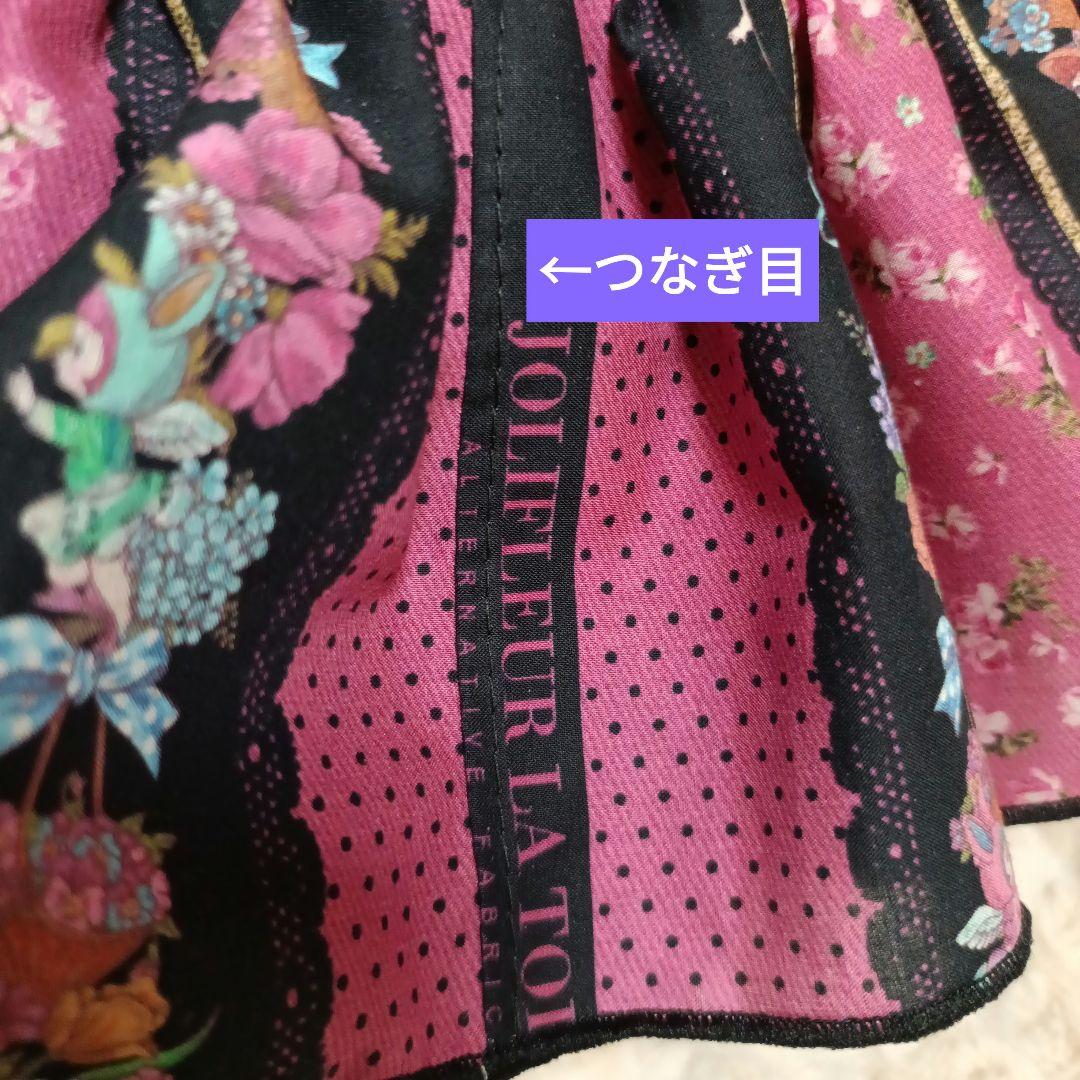 ←つなぎ目
JOLIFLEUR LA TOI
ALTERNATIVE FABRIC